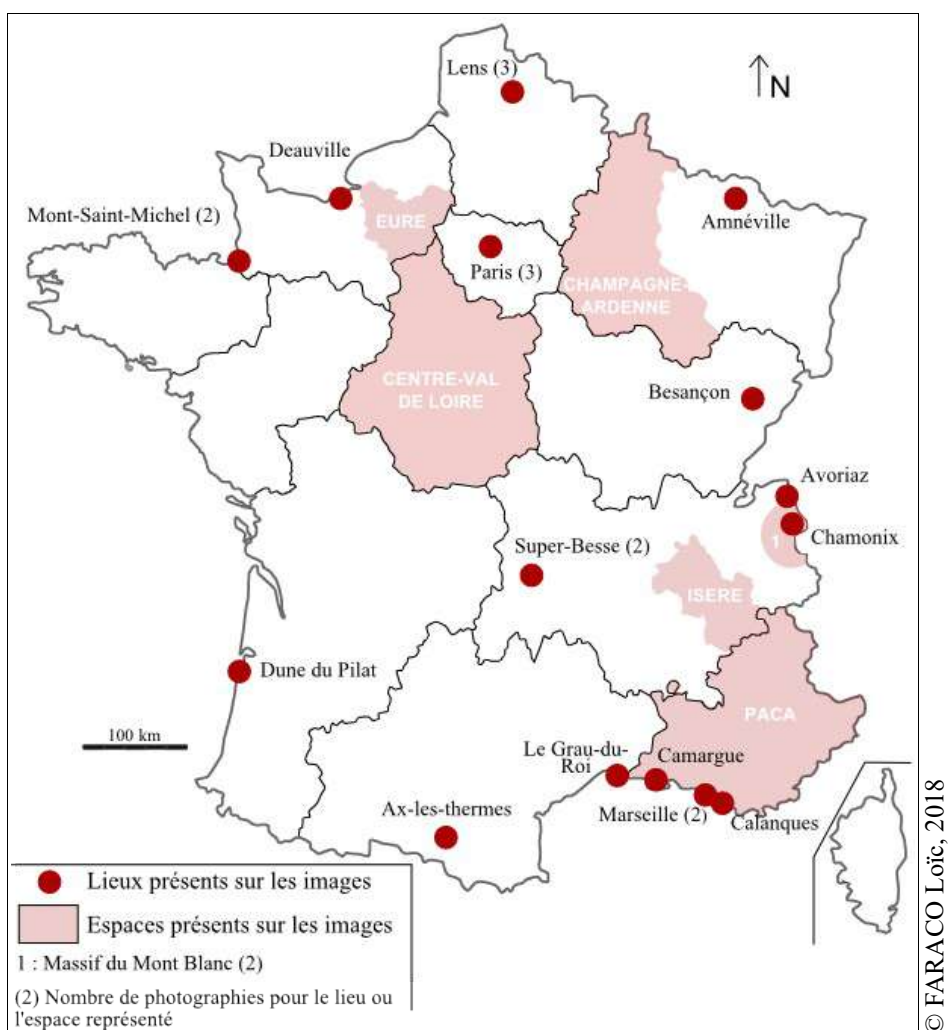 Lens (3)
N
Deauville
Mont-Saint-Michel (2)
EURE
Amnéville
Paris (3)
CHAMPAGNE-
ARDENNE
CENTRE-VAL
DE LOIRE
Besançon
Avoriaz
Chamonix
1
Super-Besse (2)
ISERE
Dune du Pilat
PACA
100 km
Le Grau-du-
Roi
Camargue
Marseille (2)
Calanques
Ax-les-thermes
Lieux présents sur les images
Espaces présents sur les images
1 : Massif du Mont Blanc (2)
(2) Nombre de photographies pour le lieu ou
l'espace représenté
© FARACO Loïc, 2018